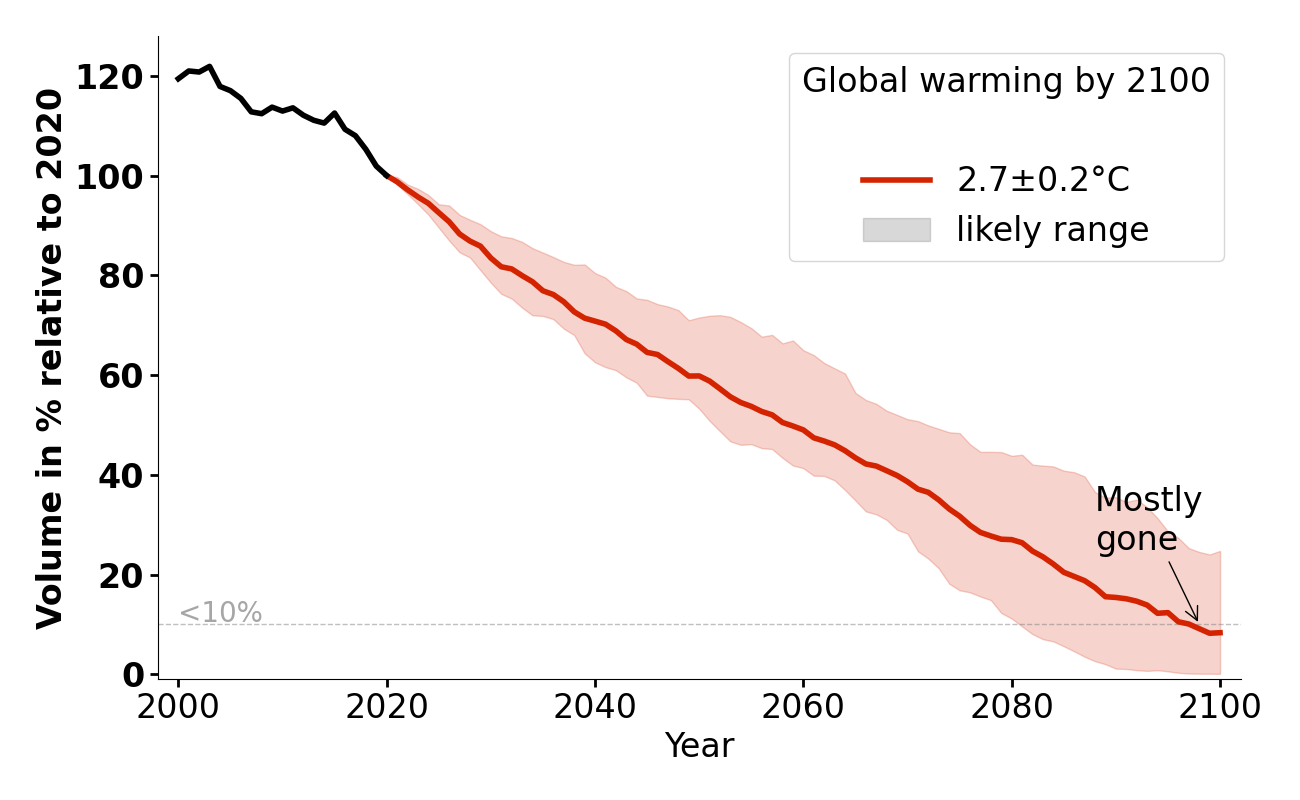 Volume in % relative to 2020
120
100
80
60
40
20
0
Global warming by 2100
2.7±0.2°C
likely range
Mostly
gone
<10%
2000 2020 2040 2060 2080 2100
Year